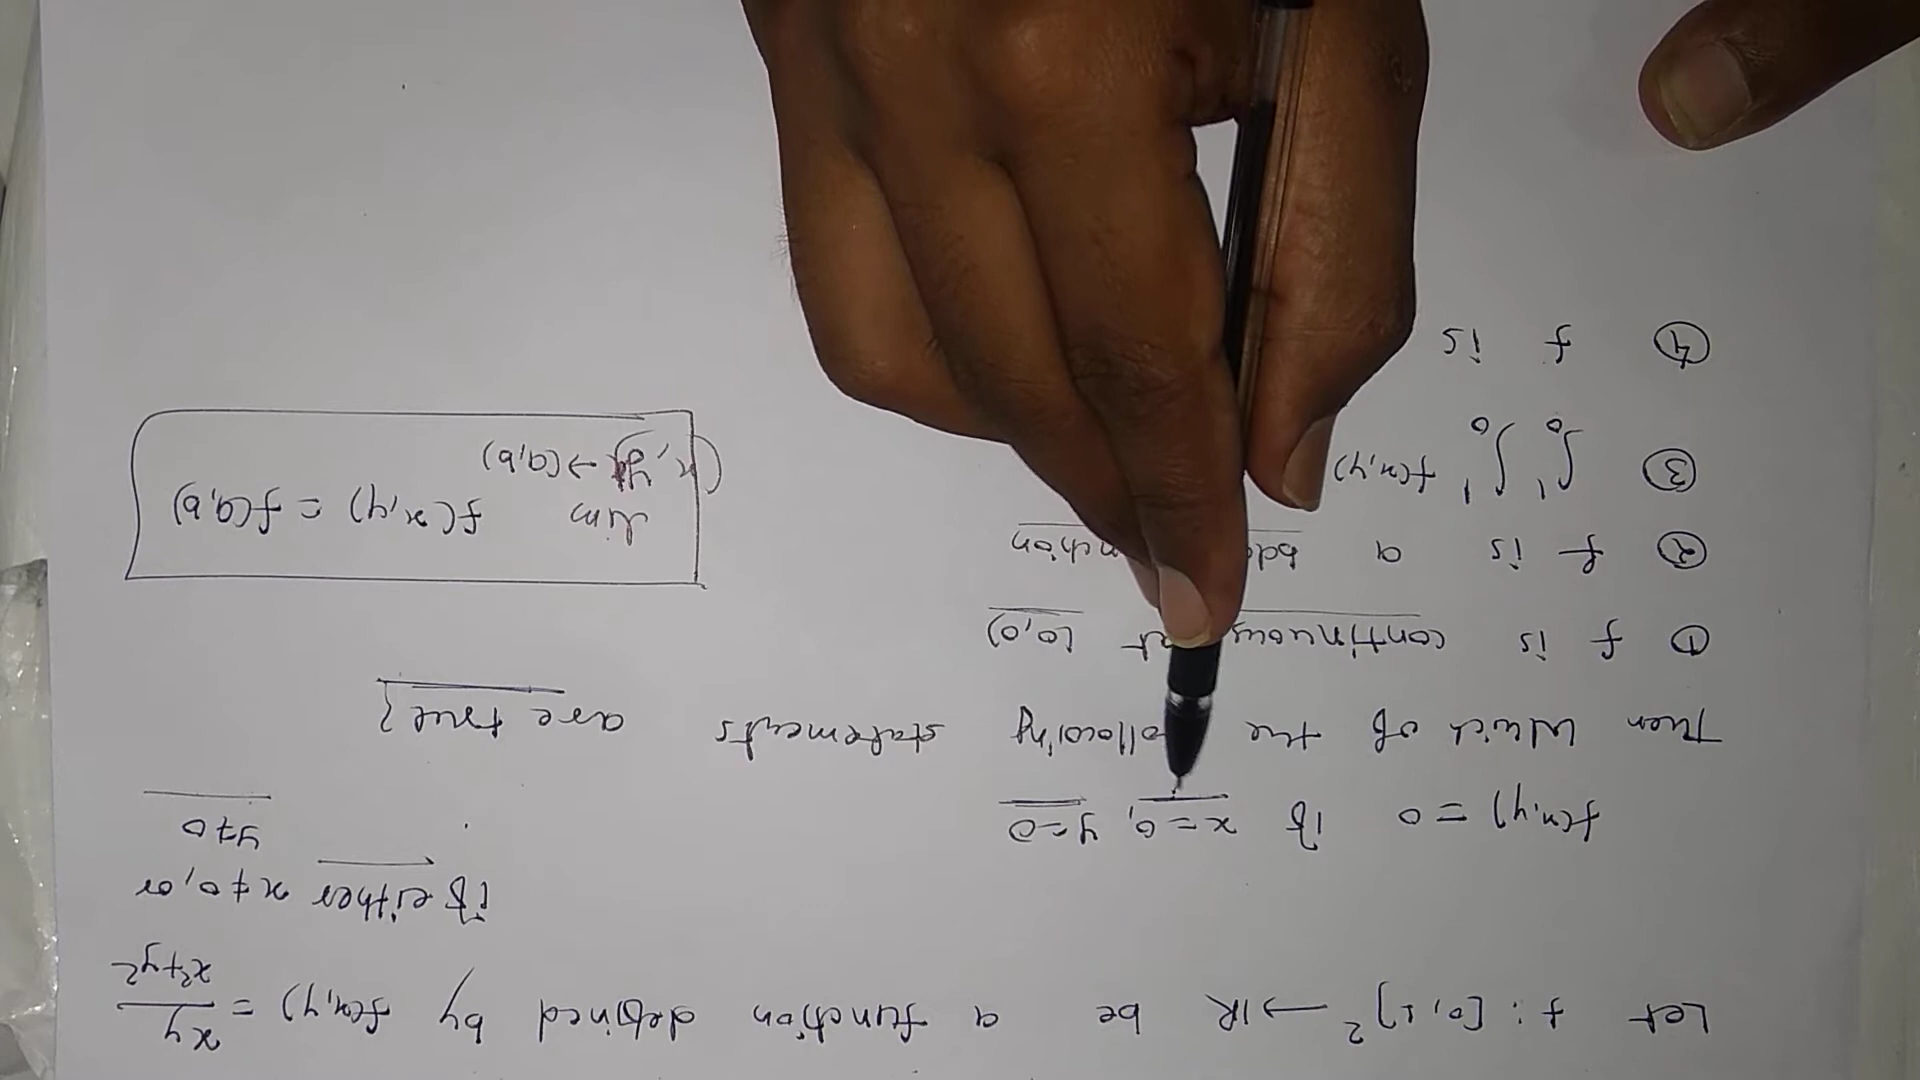 Let f : [0,1]² → ℝ be a function defined by f(x,y) = xy / x²+y²
if either x ≠ 0, or
y ≠ 0
f(x,y) = 0 if x=0, y=0
Then which of the following statements are true?
① f is continuous at (0,0)
② f is a
③ ∫₀¹ ∫₀¹ f(x,y)
④ f is
lim f(x,y) = f(a,b)
(x,y)→(a,b)